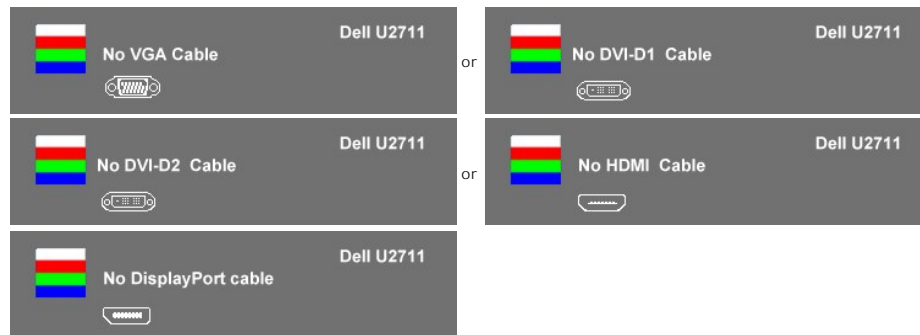 Dell U2711
No VGA Cable
or
Dell U2711
No DVI-D1 Cable
Dell U2711
No DVI-D2 Cable
or
Dell U2711
No HDMI Cable
Dell U2711
No DisplayPort cable